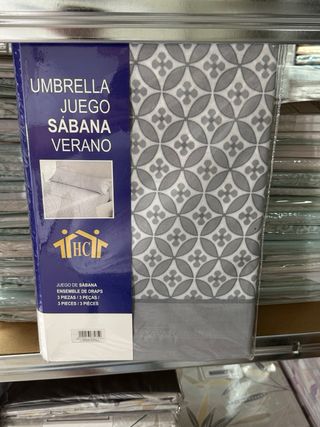 UMBRELLA
JUEGO
SÁBANA
VERANO
HC
JUEGO DE SÁBANA
ENSEMBLE DE DRAPS
3 PIEZAS / 3 PEÇAS /
3 PIECES / 3 PIÈCES